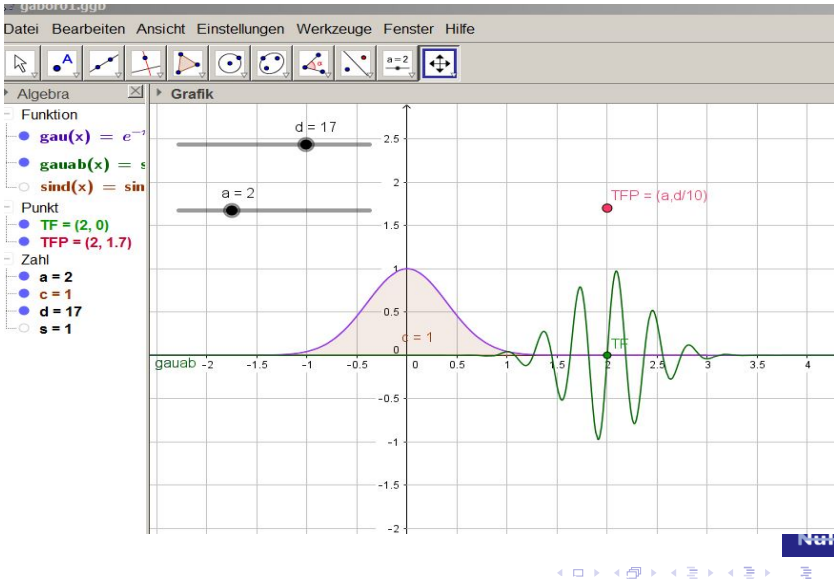 gabor01.ggb
Datei Bearbeiten Ansicht Einstellungen Werkzeuge Fenster Hilfe
A
α
a = 2
Algebra
Grafik
Funktion
gau(x) = e
gauab(x) = s
sind(x) = sin
Punkt
TF = (2, 0)
TFP = (2, 1.7)
Zahl
a = 2
c = 1
d = 17
s = 1
d = 17
a = 2
TFP = (a,d/10)
c = 1
TF
gauab
2.5
2
1.5
1
0.5
0
-0.5
-1
-1.5
-2
-2 -1.5 -1 -0.5 0 0.5 1 1.5 2 2.5 3 3.5 4